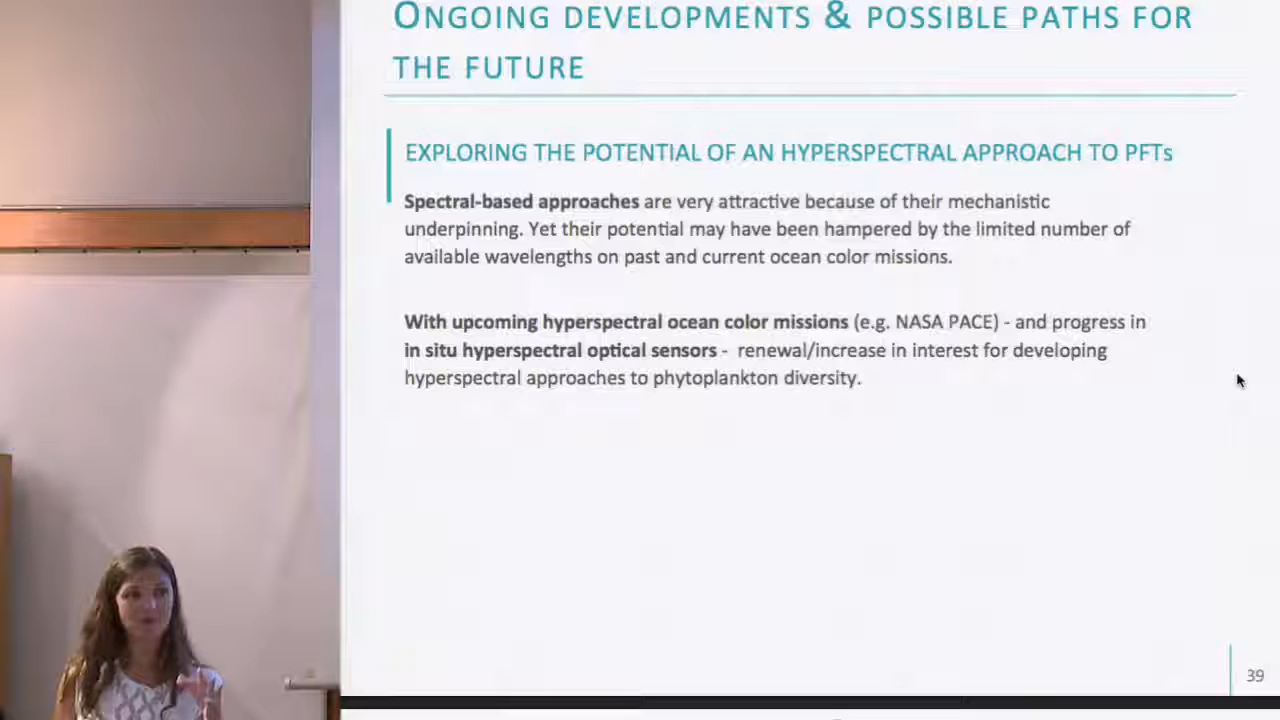 ONGOING DEVELOPMENTS & POSSIBLE PATHS FOR
THE FUTURE
EXPLORING THE POTENTIAL OF AN HYPERSPECTRAL APPROACH TO PFTs
Spectral-based approaches are very attractive because of their mechanistic
underpinning. Yet their potential may have been hampered by the limited number of
available wavelengths on past and current ocean color missions.
With upcoming hyperspectral ocean color missions (e.g. NASA PACE) - and progress in
in situ hyperspectral optical sensors - renewal/increase in interest for developing
hyperspectral approaches to phytoplankton diversity.
39